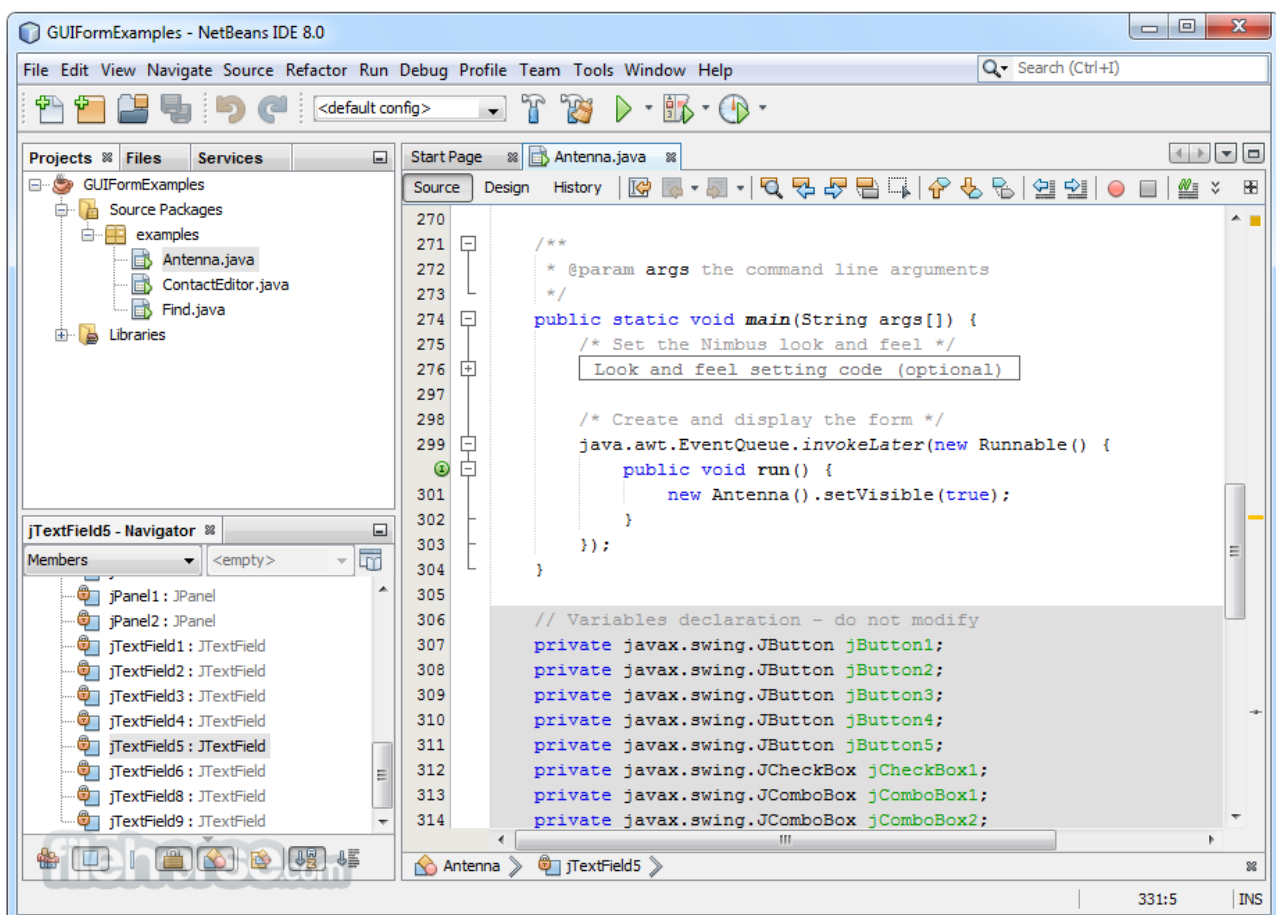 GUIFormExamples - NetBeans IDE 8.0
File Edit View Navigate Source Refactor Run Debug Profile Team Tools Window Help
Search (Ctrl+I)
<default config>
Projects Files Services
GUIFormExamples
Source Packages
examples
Antenna.java
ContactEditor.java
Find.java
Libraries
jTextField5 - Navigator
Members <empty>
jPanel1 : JPanel
jPanel2 : JPanel
jTextField1 : JTextField
jTextField2 : JTextField
jTextField3 : JTextField
jTextField4 : JTextField
jTextField5 : JTextField
jTextField6 : JTextField
jTextField8 : JTextField
jTextField9 : JTextField
filehorse.com
Start Page Antenna.java
Source Design History
270
271 /**
272 * @param args the command line arguments
273 */
274 public static void main(String args[]) {
275 /* Set the Nimbus look and feel */
276 Look and feel setting code (optional)
297
298 /* Create and display the form */
299 java.awt.EventQueue.invokeLater(new Runnable() {
public void run() {
301 new Antenna().setVisible(true);
302 }
303 });
304 }
305
306 // Variables declaration - do not modify
307 private javax.swing.JButton jButton1;
308 private javax.swing.JButton jButton2;
309 private javax.swing.JButton jButton3;
310 private javax.swing.JButton jButton4;
311 private javax.swing.JButton jButton5;
312 private javax.swing.JCheckBox jCheckBox1;
313 private javax.swing.JComboBox jComboBox1;
314 private javax.swing.JComboBox jComboBox2;
Antenna jTextField5
331:5 INS